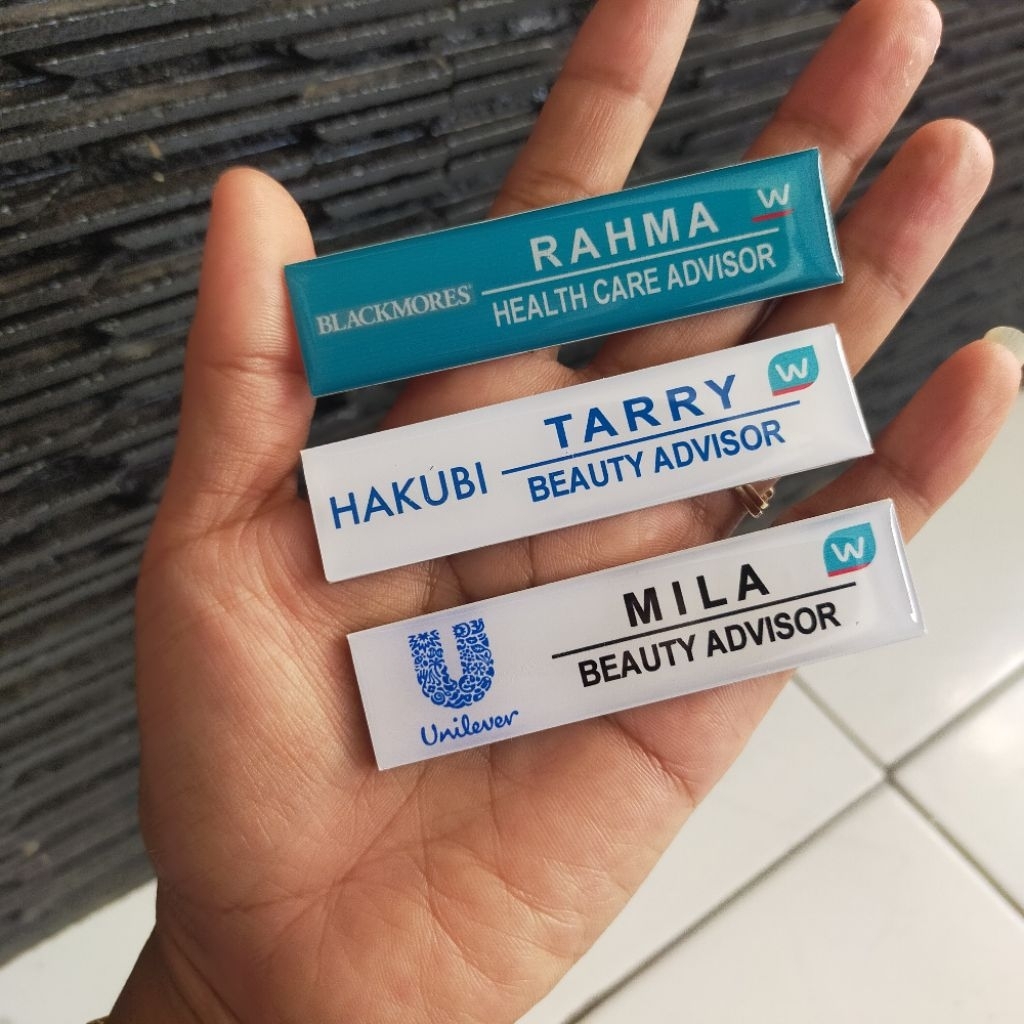 RAHMA
W
BLACKMORES®
HEALTH CARE ADVISOR
TARRY
W
HAKUBI
BEAUTY ADVISOR
MILA
W
BEAUTY ADVISOR
U
Unilever